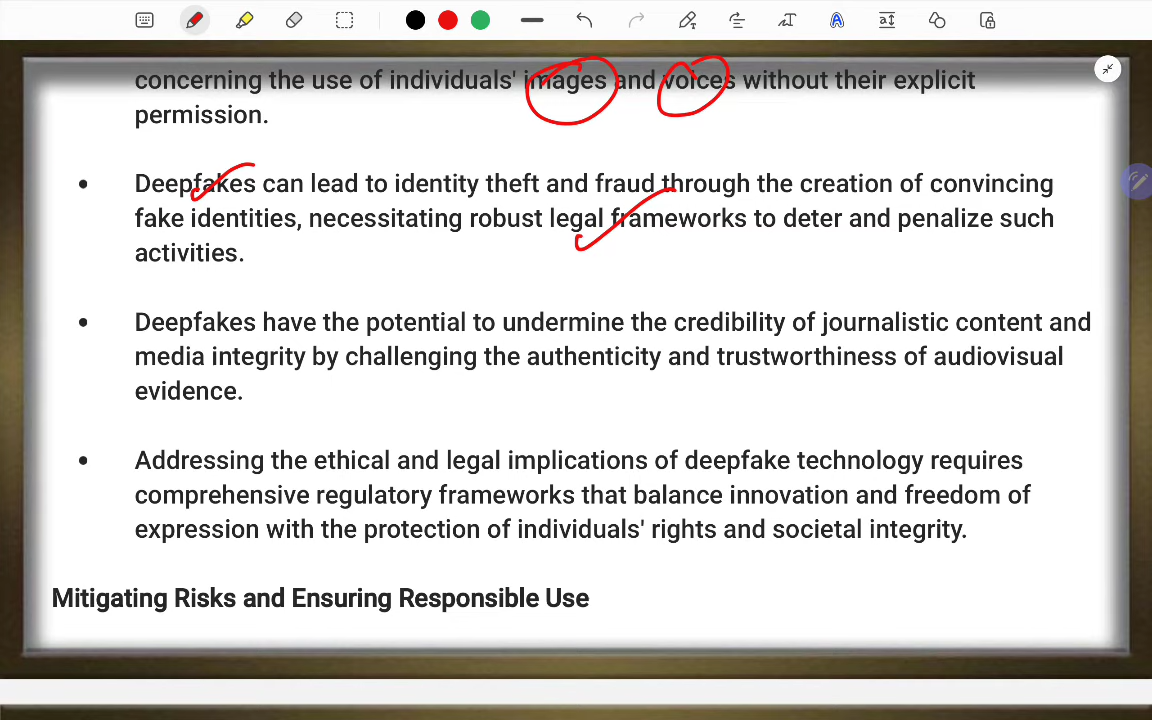 concerning the use of individuals' images and voices without their explicit
permission.
• Deepfakes can lead to identity theft and fraud through the creation of convincing
fake identities, necessitating robust legal frameworks to deter and penalize such
activities.
• Deepfakes have the potential to undermine the credibility of journalistic content and
media integrity by challenging the authenticity and trustworthiness of audiovisual
evidence.
• Addressing the ethical and legal implications of deepfake technology requires
comprehensive regulatory frameworks that balance innovation and freedom of
expression with the protection of individuals' rights and societal integrity.
Mitigating Risks and Ensuring Responsible Use